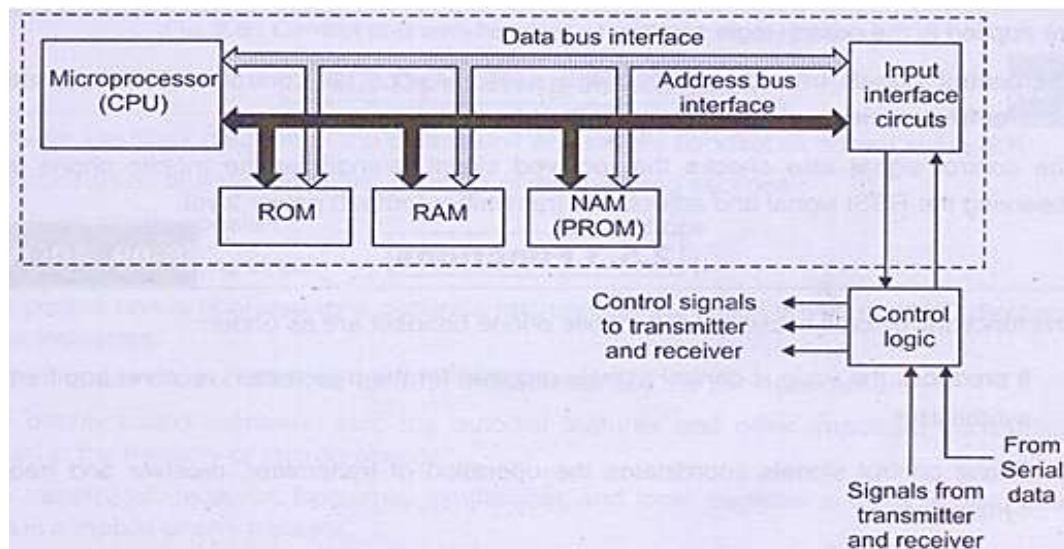 Data bus interface
Microprocessor
(CPU)
Address bus
interface
Input
interface
circuts
ROM
RAM
NAM
(PROM)
Control signals
to transmitter
and receiver
Control
logic
From
Serial
data
Signals from
transmitter
and receiver